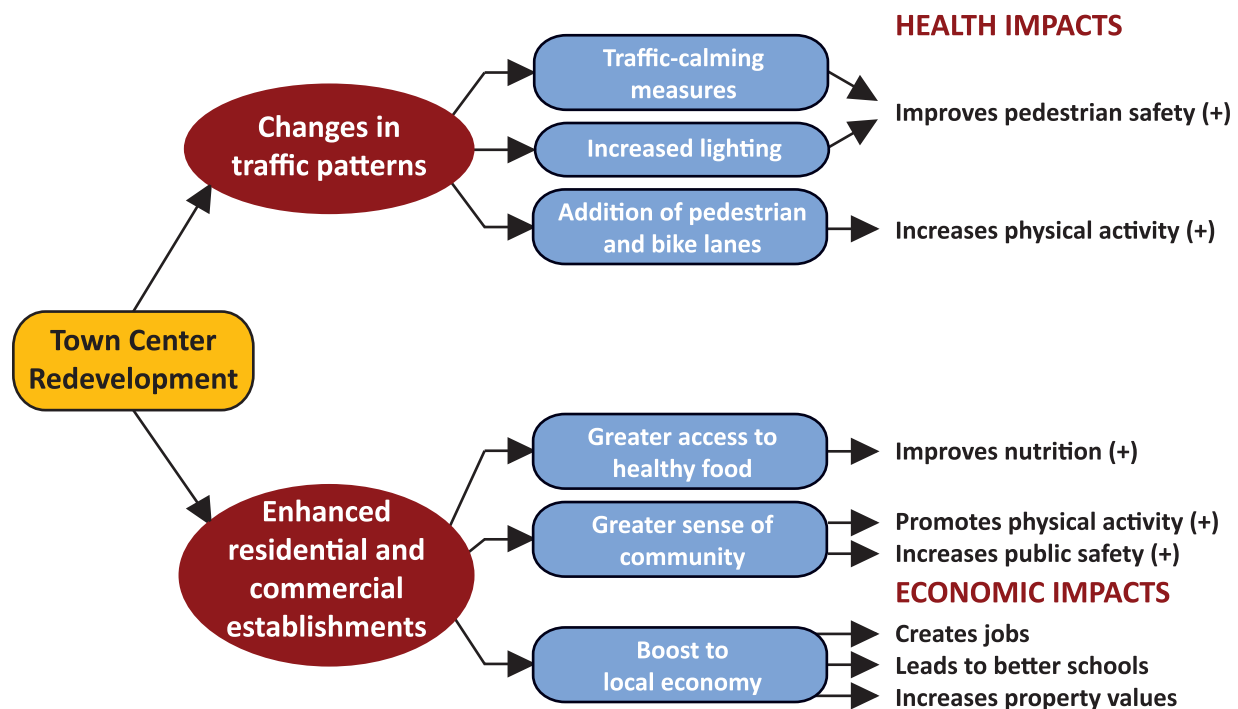 HEALTH IMPACTS
Traffic-calming
measures
Improves pedestrian safety (+)
Changes in
traffic patterns
Increased lighting
Addition of pedestrian
and bike lanes
Increases physical activity (+)
Town Center
Redevelopment
Greater access to
healthy food
Improves nutrition (+)
Enhanced
residential and
commercial
establishments
Greater sense of
community
Promotes physical activity (+)
Increases public safety (+)
ECONOMIC IMPACTS
Boost to
local economy
Creates jobs
Leads to better schools
Increases property values